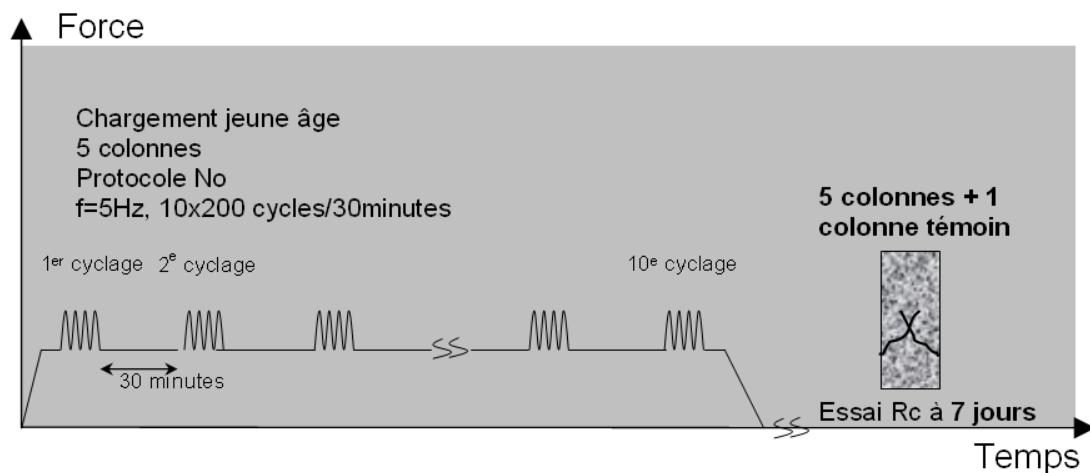 Force
Chargement jeune âge
5 colonnes
Protocole No
f=5Hz, 10x200 cycles/30minutes
5 colonnes + 1
colonne témoin
1er cyclage 2e cyclage 10e cyclage
30 minutes
Essai Rc à 7 jours
Temps